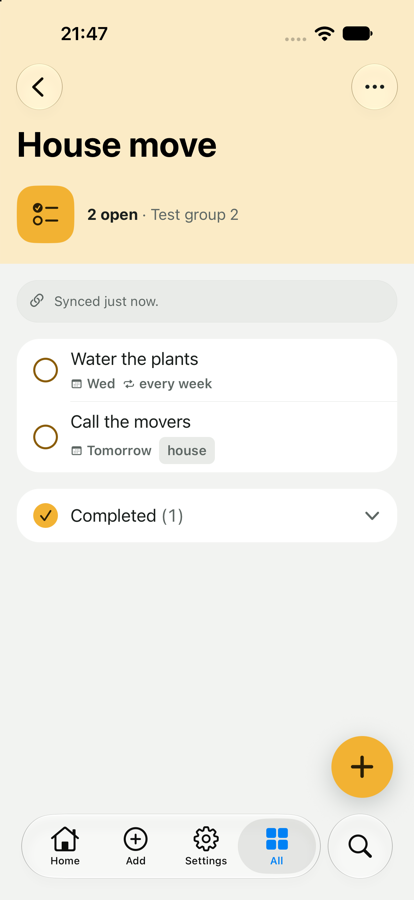 21:47
House move
2 open · Test group 2
Synced just now.
Water the plants
Wed every week
Call the movers
Tomorrow house
Completed (1)
Home Add Settings All